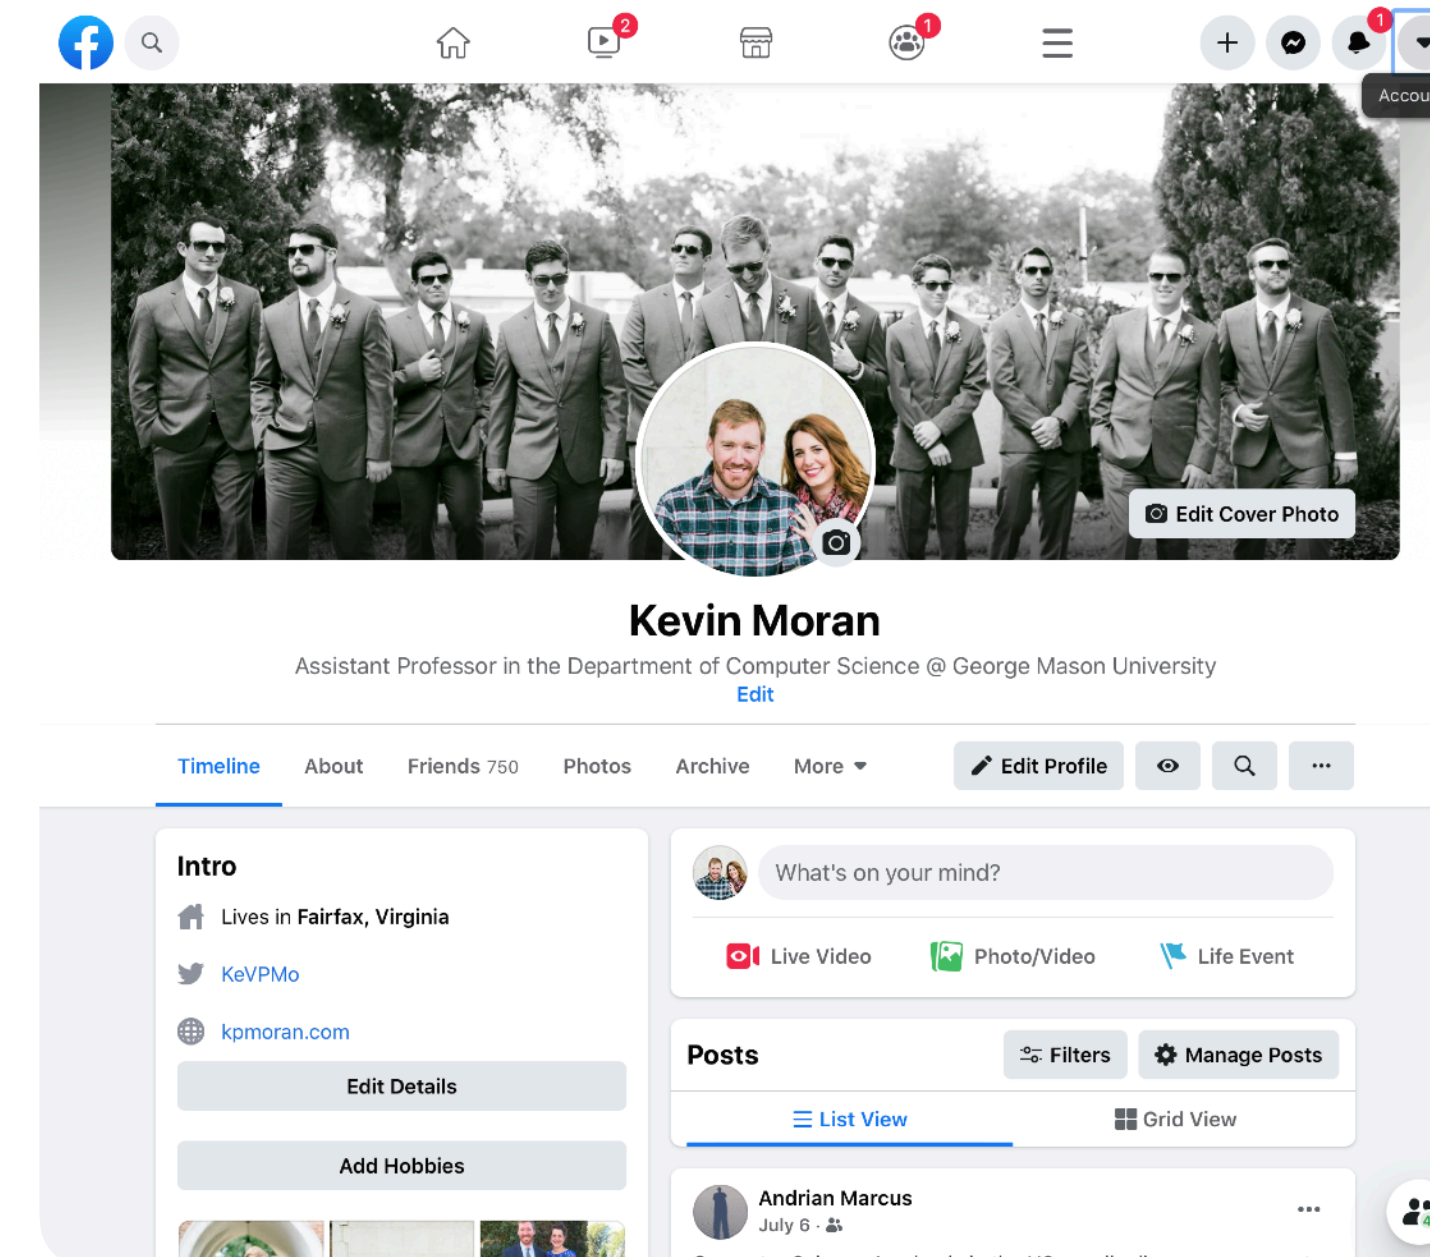 2
1
1
Accou
Edit Cover Photo
Kevin Moran
Assistant Professor in the Department of Computer Science @ George Mason University
Edit
Timeline About Friends 750 Photos Archive More Edit Profile ...
Intro
Lives in Fairfax, Virginia
KeVPMo
kpmoran.com
Edit Details
Add Hobbies
What's on your mind?
Live Video Photo/Video Life Event
Posts Filters Manage Posts
List View Grid View
Andrian Marcus
July 6 ·
4